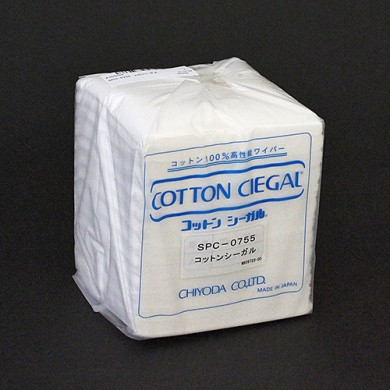 コットン100%高性能ワイパー
COTTON CIEGAL
コットン シーガル
SPC-0755
コットンシーガル
CHIYODA CO.,LTD.
MADE IN JAPAN